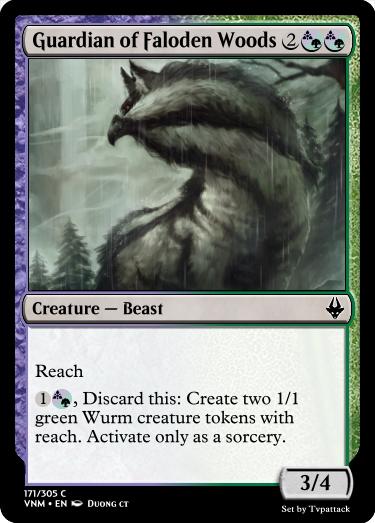 Guardian of Faloden Woods 2
Creature — Beast
Reach
1, Discard this: Create two 1/1
green Wurm creature tokens with
reach. Activate only as a sorcery.
3/4
171/305 C
VNM • EN DUONG CT
Set by Tvpattack